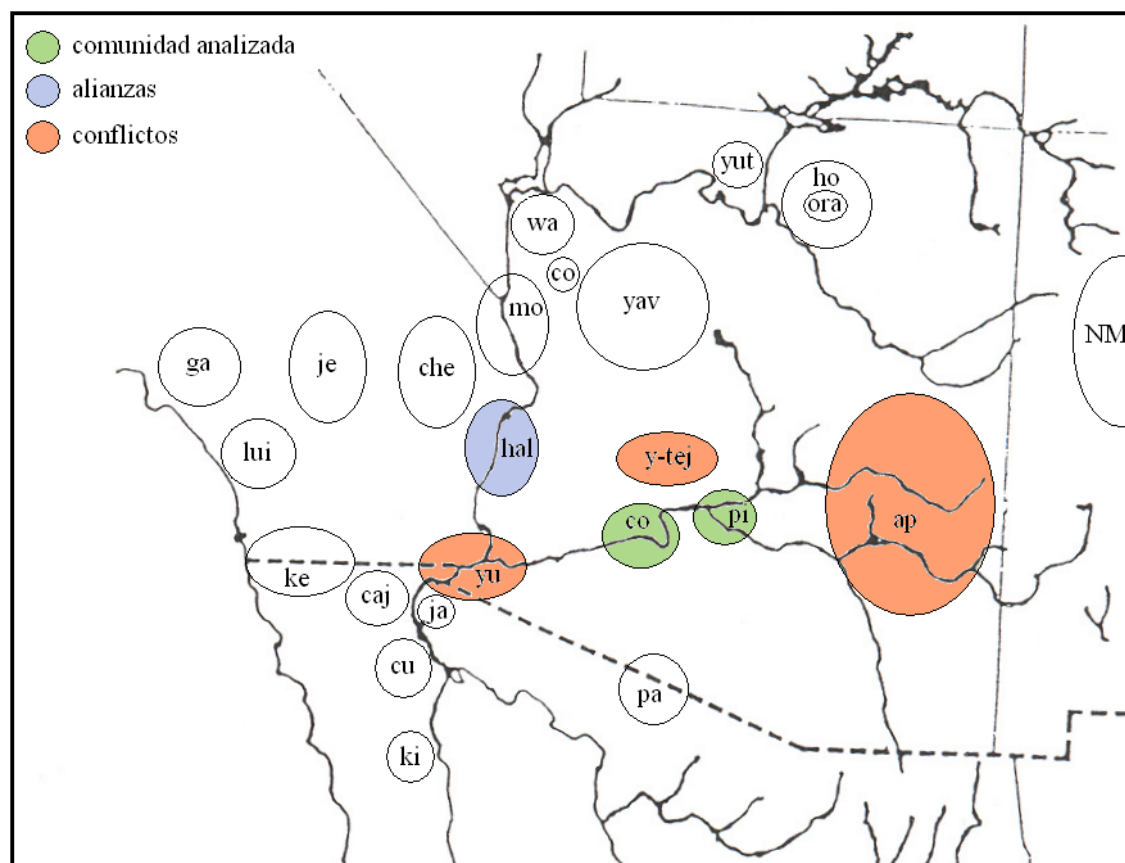 comunidad analizada
alianzas
conflictos
yut
ho
ora
wa
co
mo
yav
NM
ga
je
che
lui
hal
y-tej
co
pi
ap
ke
yu
caj
ja
cu
pa
ki